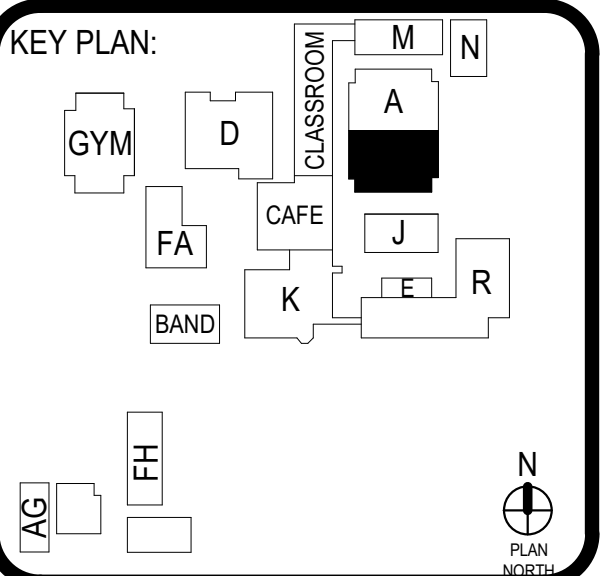 KEY PLAN:
M
N
CLASSROOM
A
GYM
D
CAFE
FA
J
E
R
K
BAND
FH
AG
N
PLAN
NORTH